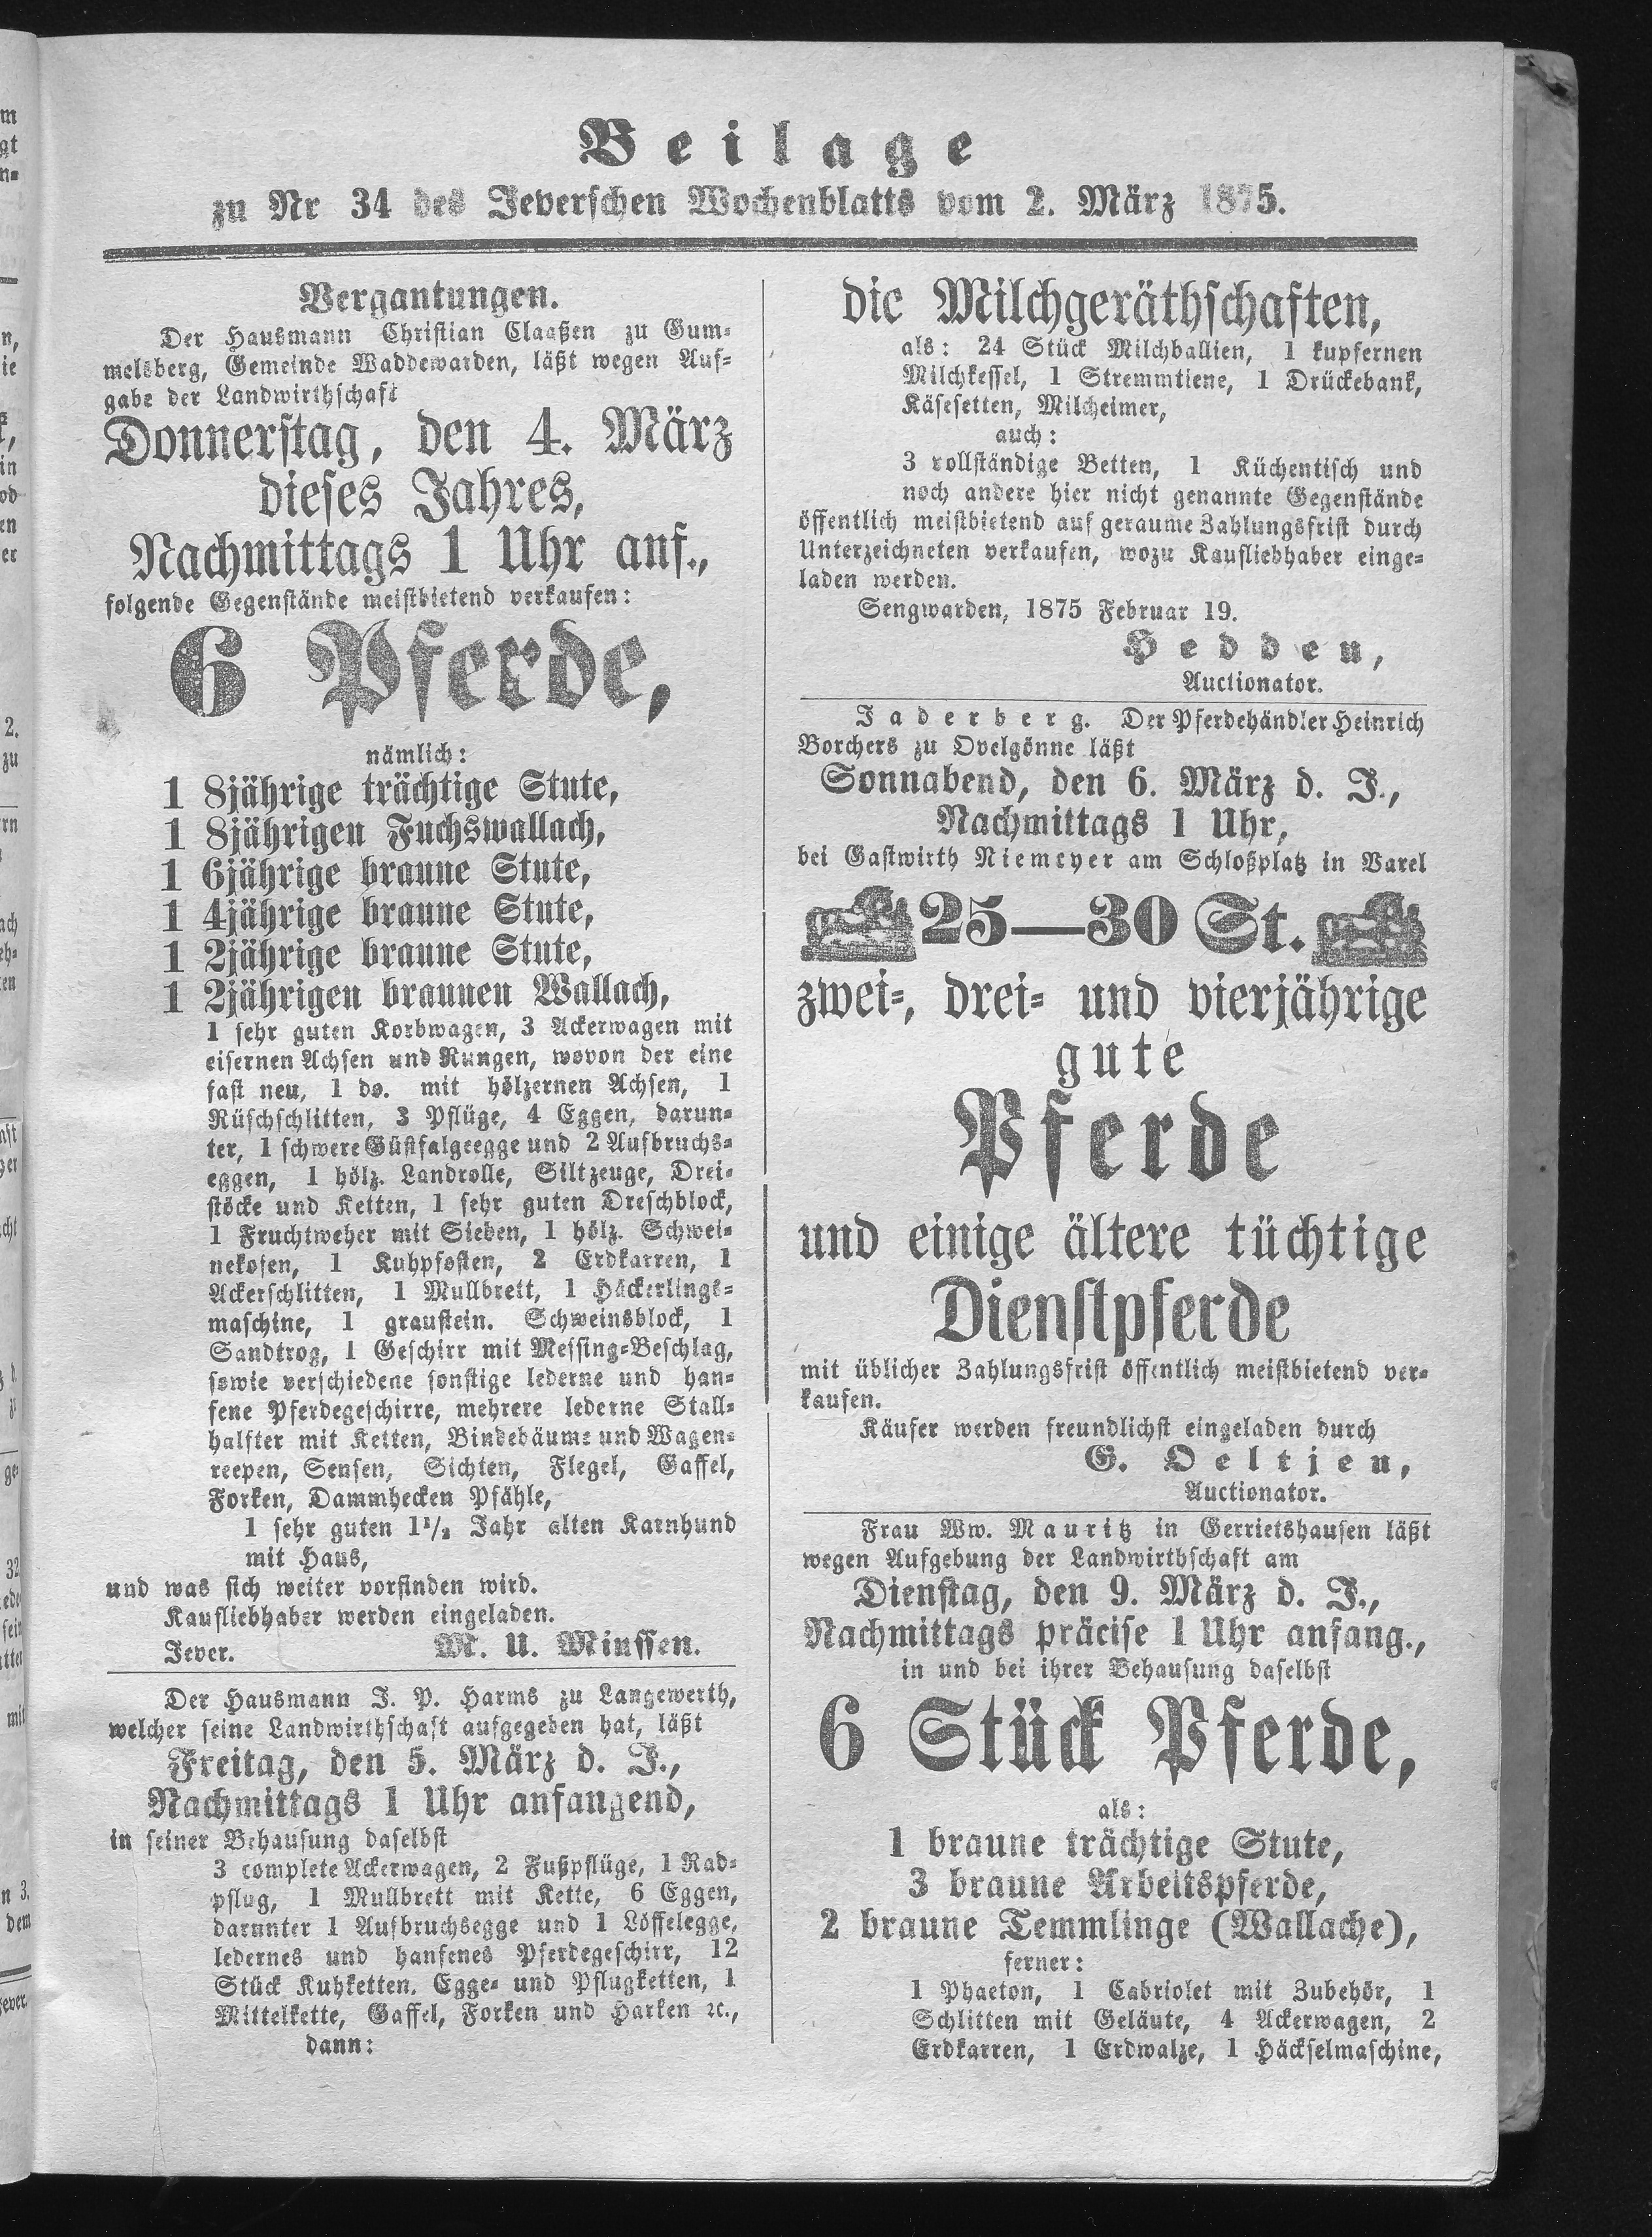 Beilage
zu Nr 34 des Jeverschen Wochenblatts vom 2. März 1875.
Vergantungen.
Der Hausmann Christian Claaßen zu Gum-
melsberg, Gemeinde Waddewarden, läßt wegen Auf-
gabe der Landwirthschaft
Donnerstag, den 4. März
dieses Jahres,
Nachmittags 1 Uhr anf.,
folgende Gegenstände meistbietend verkaufen:
6 Pferde,
nämlich:
1 8jährige trächtige Stute,
1 8jährigen Fuchswallach,
1 6jährige braune Stute,
1 4jährige braune Stute,
1 2jährige braune Stute,
1 2jährigen braunen Wallach,
1 sehr guten Korbwagen, 3 Ackerwagen mit
eisernen Achsen und Rungen, wovon der eine
fast neu, 1 do. mit hölzernen Achsen, 1
Rüschschlitten, 3 Pflüge, 4 Eggen, darun-
ter, 1 schwere Güstfalgeegge und 2 Aufbruchs-
eggen, 1 hölz. Landrolle, Siltzeuge, Drei-
stöcke und Ketten, 1 sehr guten Dreschblock,
1 Fruchtweher mit Sieben, 1 hölz. Schwei-
nekofen, 1 Kuhpfosten, 2 Erdkarren, 1
Ackerschlitten, 1 Mullbrett, 1 Häckerlings-
maschine, 1 graustein. Schweinsblock, 1
Sandtrog, 1 Geschirr mit Messing-Beschlag,
sowie verschiedene sonstige lederne und han-
fene Pferdegeschirre, mehrere lederne Stall-
halfter mit Ketten, Bindebäume und Wagen-
reepen, Sensen, Sichten, Flegel, Gaffel,
Forken, Dammhecken Pfähle,
1 sehr guten 1½ Jahr alten Karnhund
mit Haus,
und was sich weiter vorfinden wird.
Kaufliebhaber werden eingeladen.
Jever. M. U. Minssen.
Der Hausmann J. P. Harms zu Langewerth,
welcher seine Landwirthschaft aufgegeben hat, läßt
Freitag, den 5. März d. J.,
Nachmittags 1 Uhr anfangend,
in seiner Behausung daselbst
3 complete Ackerwagen, 2 Fußpflüge, 1 Rad-
pflug, 1 Mullbrett mit Kette, 6 Eggen,
darunter 1 Aufbruchsegge und 1 Löffelegge,
ledernes und hanfenes Pferdegeschirr, 12
Stück Kuhketten, Egge- und Pflugketten, 1
Mittelkette, Gaffel, Forken und Harken ꝛc.,
dann:
die Milchgeräthschaften,
als: 24 Stück Milchballien, 1 kupfernen
Milchkessel, 1 Stremmtiene, 1 Drückebank,
Käsesetten, Milcheimer,
auch:
3 vollständige Betten, 1 Küchentisch und
noch andere hier nicht genannte Gegenstände
öffentlich meistbietend auf geraume Zahlungsfrist durch
Unterzeichneten verkaufen, wozu Kaufliebhaber einge-
laden werden.
Sengwarden, 1875 Februar 19.
Hedden,
Auctionator.
Jaderberg. Der Pferdehändler Heinrich
Borchers zu Ovelgönne läßt
Sonnabend, den 6. März d. J.,
Nachmittags 1 Uhr,
bei Gastwirth Niemeyer am Schloßplatz in Varel
25—30 St.
zwei-, drei- und vierjährige
gute
Pferde
und einige ältere tüchtige
Dienstpferde
mit üblicher Zahlungsfrist öffentlich meistbietend ver-
kaufen.
Käufer werden freundlichst eingeladen durch
G. Oeltjen,
Auctionator.
Frau Ww. Mauritz in Gerrietshausen läßt
wegen Aufgebung der Landwirthschaft am
Dienstag, den 9. März d. J.,
Nachmittags präcise 1 Uhr anfang.,
in und bei ihrer Behausung daselbst
6 Stück Pferde,
als:
1 braune trächtige Stute,
3 braune Arbeitspferde,
2 braune Temmlinge (Wallache),
ferner:
1 Phaeton, 1 Cabriolet mit Zubehör, 1
Schlitten mit Geläute, 4 Ackerwagen, 2
Erdkarren, 1 Erdwalze, 1 Häckselmaschine,